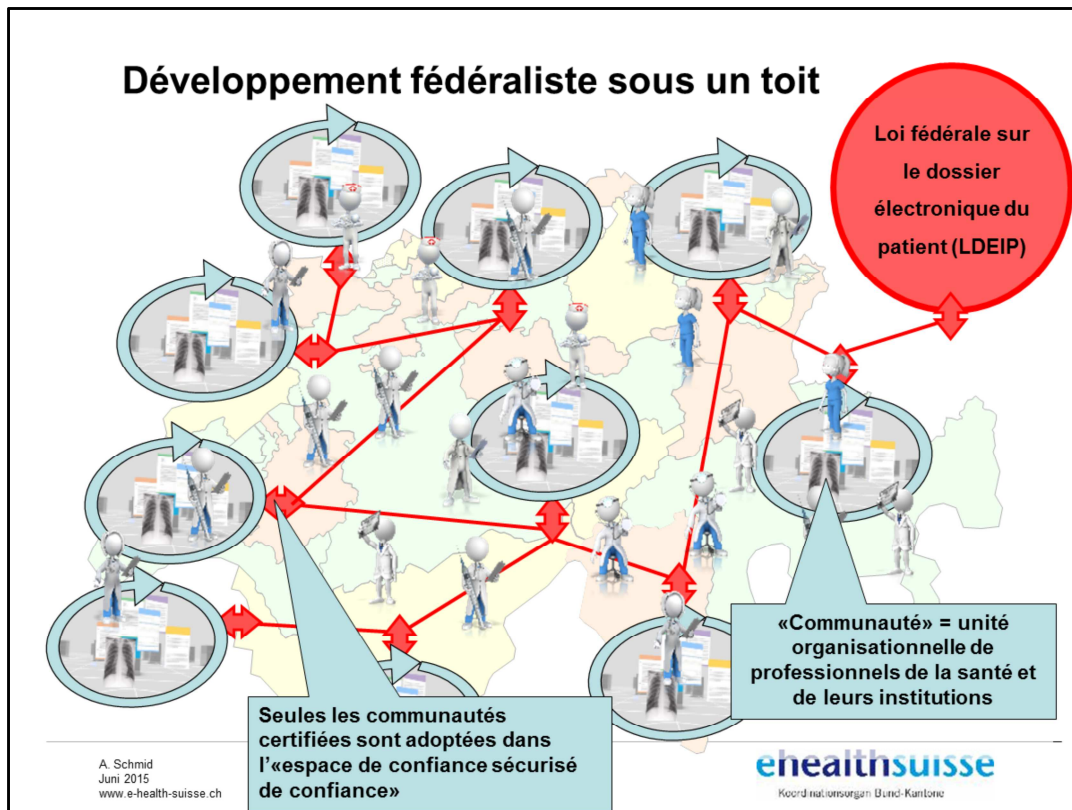 Développement fédéraliste sous un toit
Loi fédérale sur
le dossier
électronique du
patient (LDEIP)
«Communauté» = unité
organisationnelle de
professionnels de la santé et
de leurs institutions
Seules les communautés
certifiées sont adoptées dans
l'«espace de confiance sécurisé
de confiance»
A. Schmid
Juni 2015
www.e-health-suisse.ch
ehealthsuisse
Koordinationsorgan Bund-Kantone